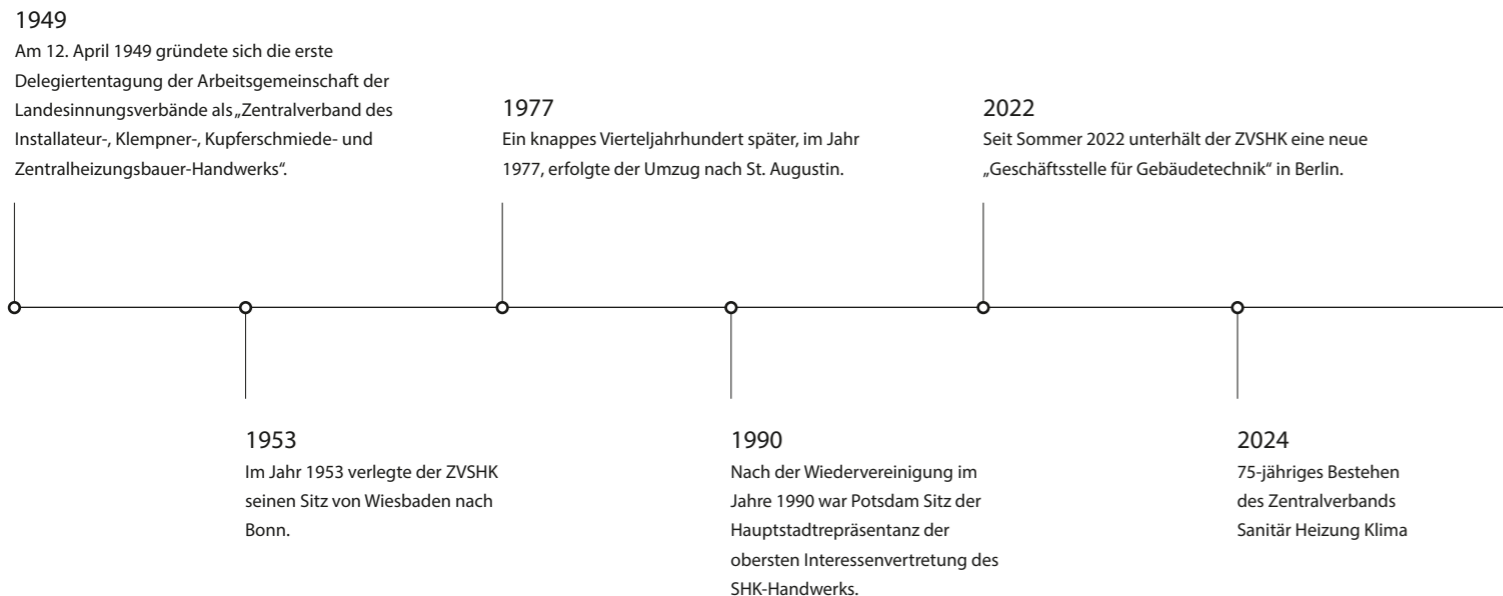 1949
Am 12. April 1949 gründete sich die erste
Delegiertentagung der Arbeitsgemeinschaft der
Landesinnungsverbände als „Zentralverband des
Installateur-, Klempner-, Kupferschmiede- und
Zentralheizungsbauer-Handwerks“.
1953
Im Jahr 1953 verlegte der ZVSHK
seinen Sitz von Wiesbaden nach
Bonn.
1977
Ein knappes Vierteljahrhundert später, im Jahr
1977, erfolgte der Umzug nach St. Augustin.
1990
Nach der Wiedervereinigung im
Jahre 1990 war Potsdam Sitz der
Hauptstadtrepräsentanz der
obersten Interessenvertretung des
SHK-Handwerks.
2022
Seit Sommer 2022 unterhält der ZVSHK eine neue
„Geschäftsstelle für Gebäudetechnik“ in Berlin.
2024
75-jähriges Bestehen
des Zentralverbands
Sanitär Heizung Klima